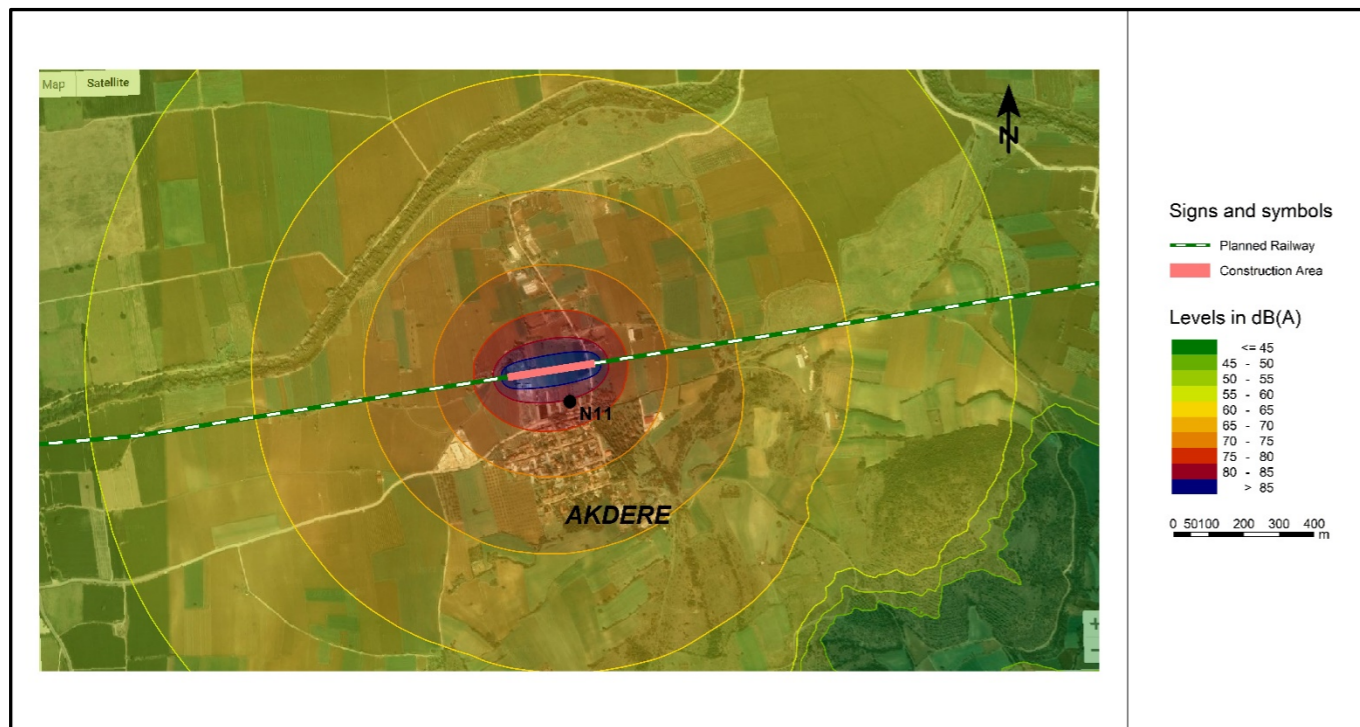 Map Satellite
N
N11
AKDERE
+
−
Signs and symbols
Planned Railway
Construction Area
Levels in dB(A)
<= 45
45 - 50
50 - 55
55 - 60
60 - 65
65 - 70
70 - 75
75 - 80
80 - 85
> 85
0 50100 200 300 400
m